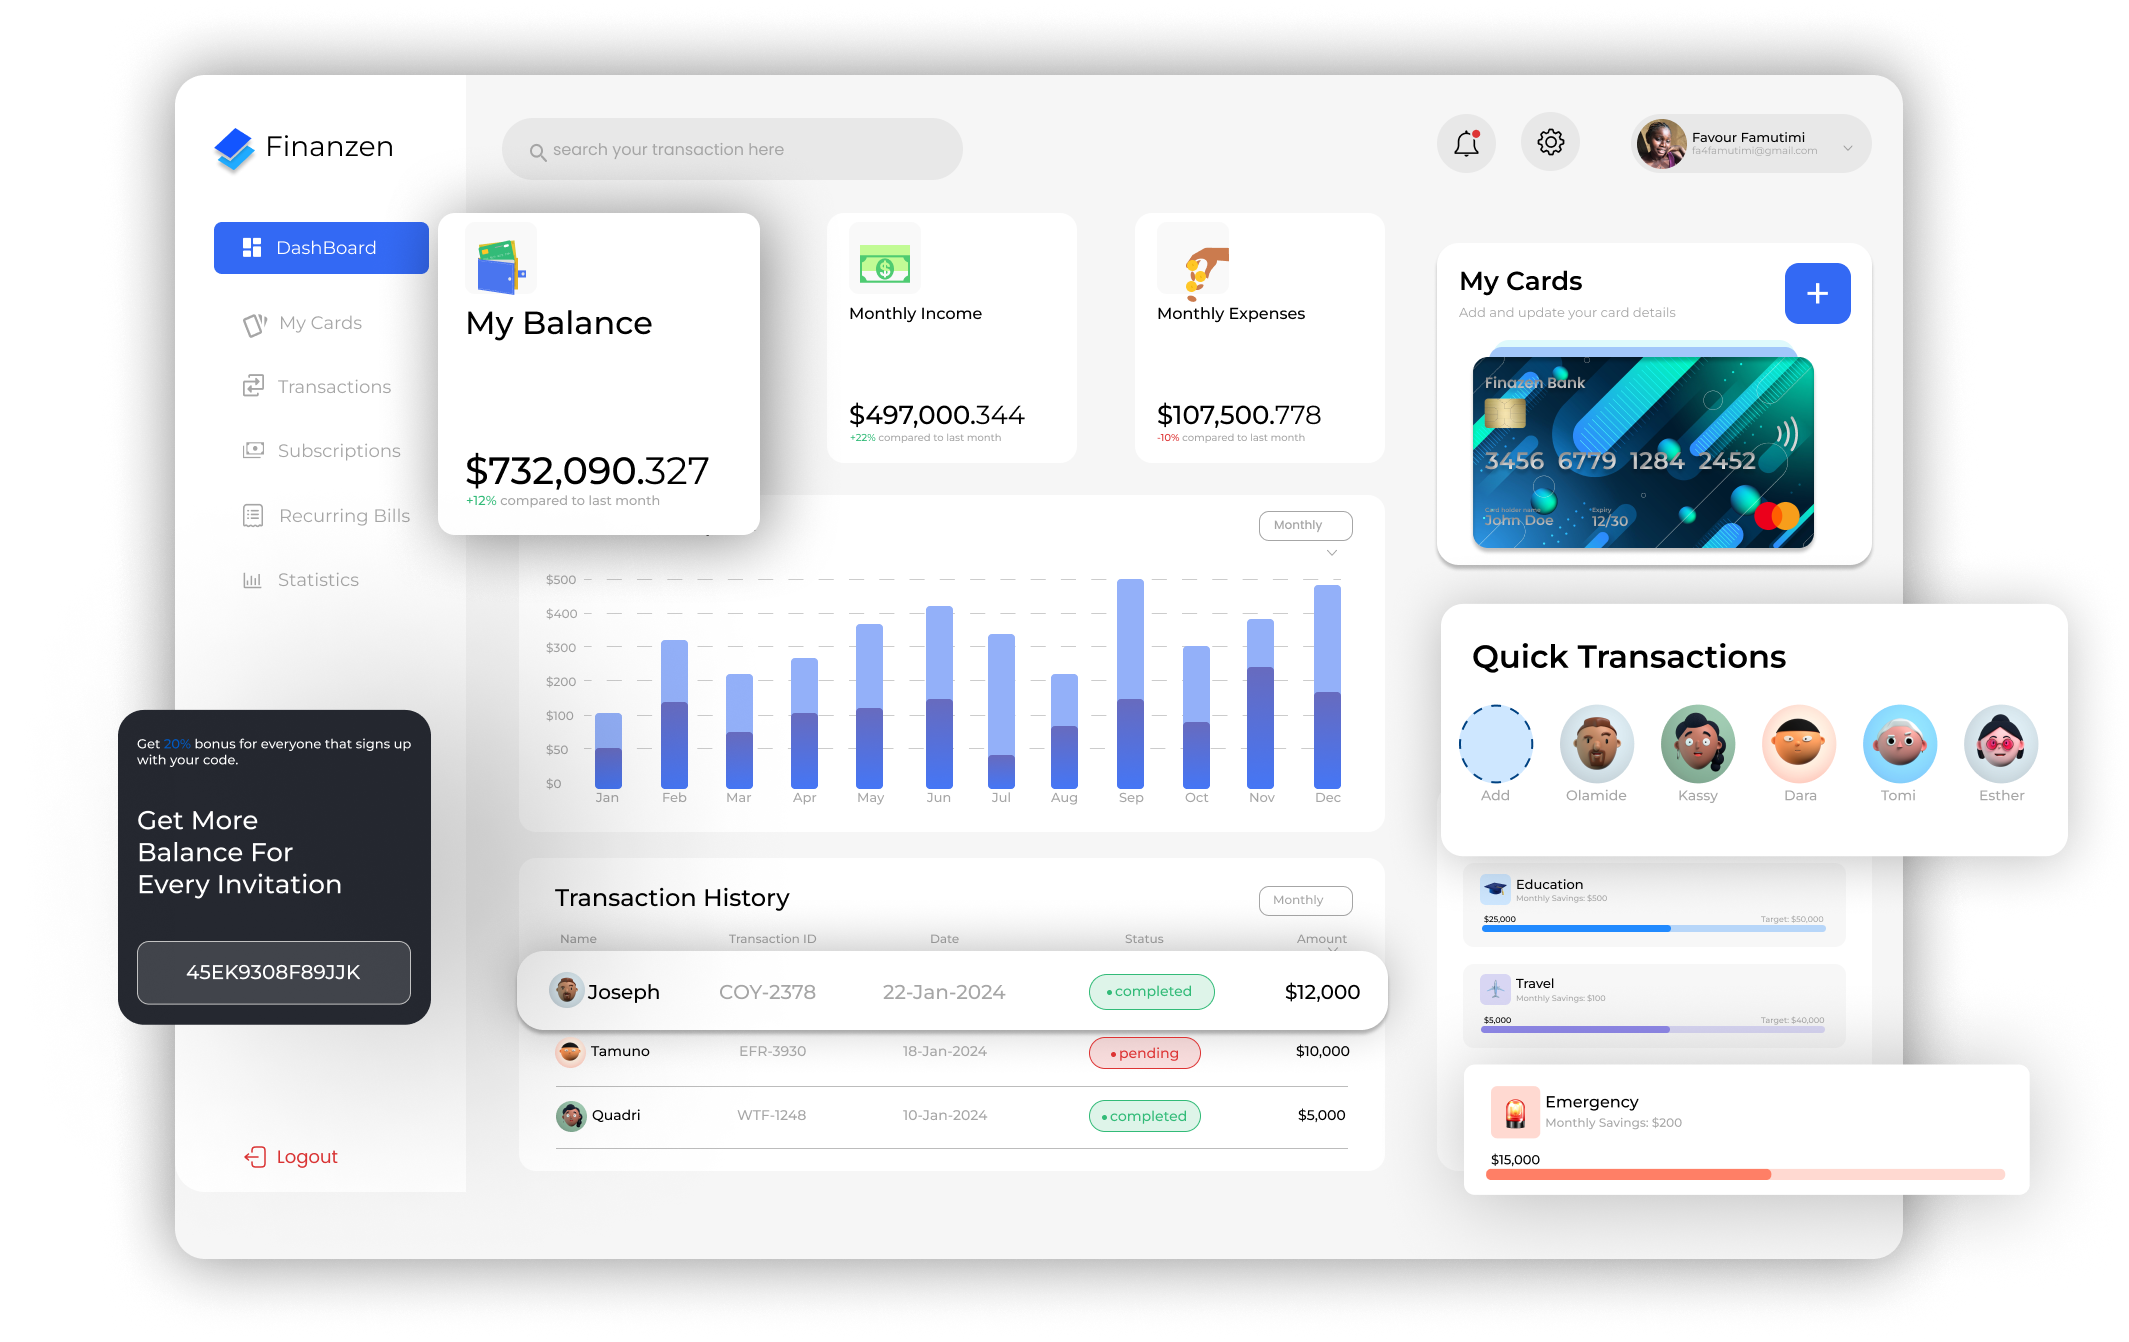 Finanzen
search your transaction here
Favour Famutimi
fa4famutimi@gmail.com
DashBoard
My Cards
Transactions
Subscriptions
Recurring Bills
Statistics
My Balance
$732,090.327
+12% compared to last month
Monthly Income
$497,000.344
+22% compared to last month
Monthly Expenses
$107,500.778
-10% compared to last month
My Cards
Add and update your card details
+
Finazen Bank
3456 6779 1284 2452
Card holder name
Expiry
John Doe
12/30
Monthly
$500
$400
$300
$200
$100
$50
$0
Jan Feb Mar Apr May Jun Jul Aug Sep Oct Nov Dec
Quick Transactions
Add Olamide Kassy Dara Tomi Esther
Get 20% bonus for everyone that signs up
with your code.
Get More
Balance For
Every Invitation
45EK9308F89JJK
Transaction History
Monthly
Name Transaction ID Date Status Amount
Joseph COY-2378 22-Jan-2024 completed $12,000
Tamuno EFR-3930 18-Jan-2024 pending $10,000
Quadri WTF-1248 10-Jan-2024 completed $5,000
Education
Monthly Savings: $500
$25,000 Target: $50,000
Travel
Monthly Savings: $100
$5,000 Target: $40,000
Emergency
Monthly Savings: $200
$15,000
Logout